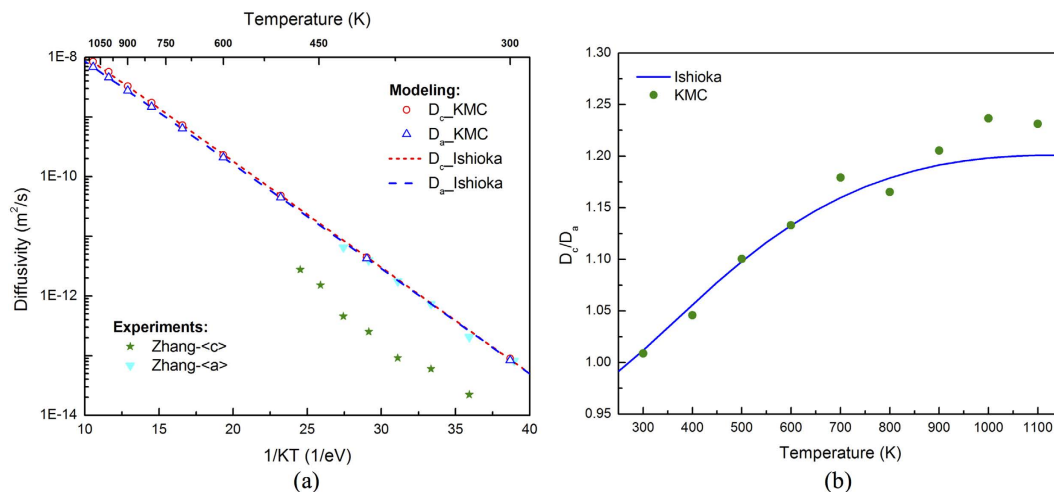 Temperature (K)
1050 900 750 600 450 300
1E-8
1E-10
1E-12
1E-14
Diffusivity (m²/s)
Modeling:
D_c_KMC
D_a_KMC
D_c_Ishioka
D_a_Ishioka
Experiments:
Zhang-<c>
Zhang-<a>
10 15 20 25 30 35 40
1/KT (1/eV)
(a)
1.30
1.25
1.20
1.15
1.10
1.05
1.00
0.95
D_c/D_a
Ishioka
KMC
300 400 500 600 700 800 900 1000 1100
Temperature (K)
(b)